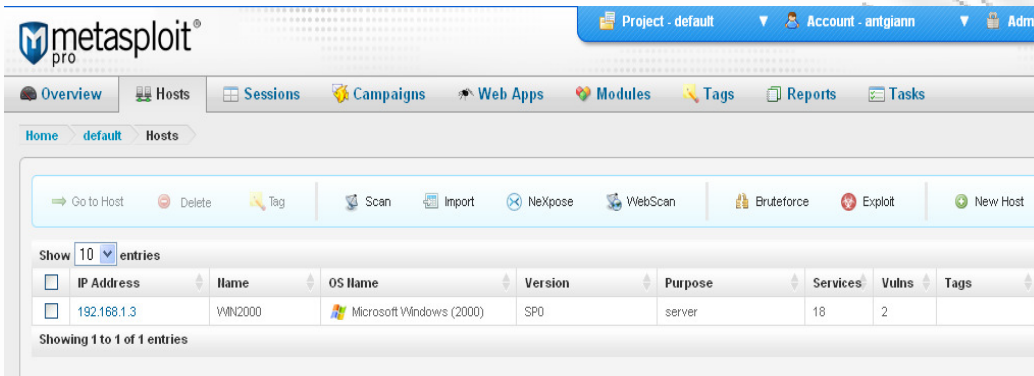 metasploit®
pro
Project - default Account - antgiann Adm
Overview Hosts Sessions Campaigns Web Apps Modules Tags Reports Tasks
Home default Hosts
Go to Host Delete Tag Scan Import NeXpose WebScan Bruteforce Exploit New Host
Show 10 entries
IP Address Name OS Name Version Purpose Services Vulns Tags
192.168.1.3 WIN2000 Microsoft Windows (2000) SP0 server 18 2
Showing 1 to 1 of 1 entries